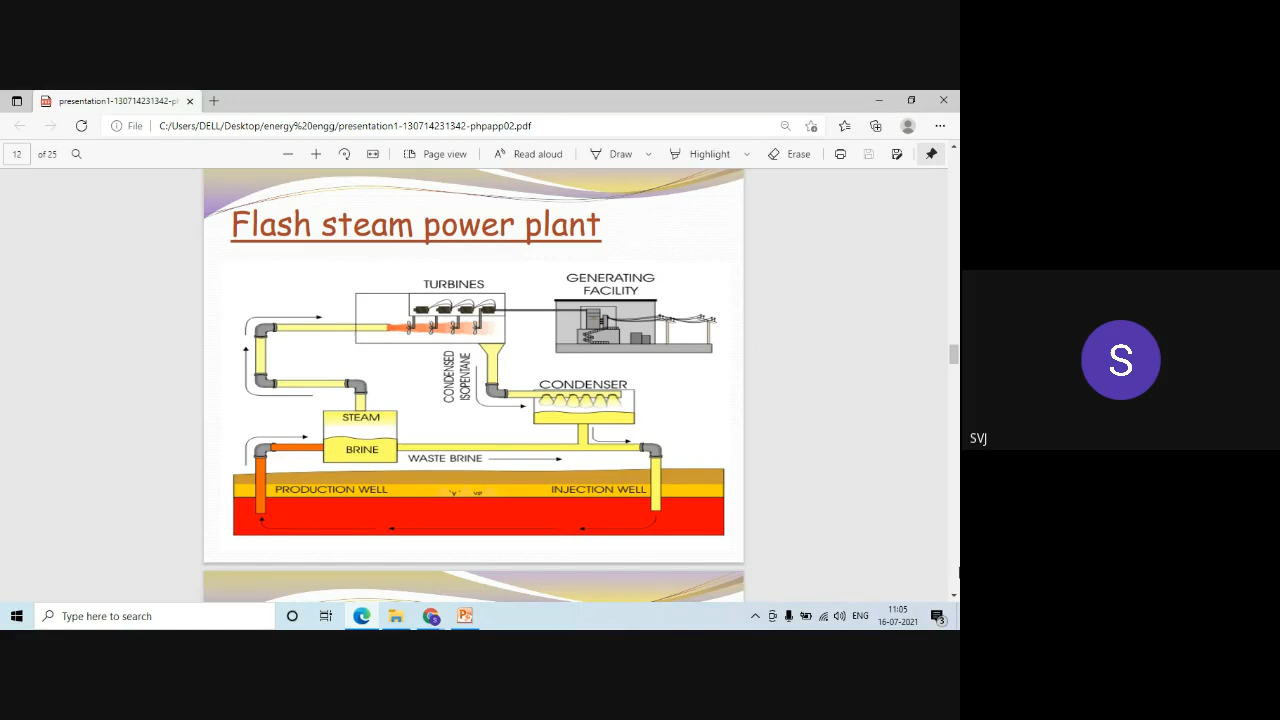 presentation1-130714231342-ph
File
C:/Users/DELL/Desktop/energy%20engg/presentation1-130714231342-phpapp02.pdf
12 of 25
Page view
Read aloud
Draw
Highlight
Erase
Flash steam power plant
TURBINES
GENERATING
FACILITY
CONDENSED
ISOPENTANE
CONDENSER
STEAM
BRINE
WASTE BRINE
PRODUCTION WELL
INJECTION WELL
S
SVJ
Type here to search
ENG
11:05
16-07-2021
3